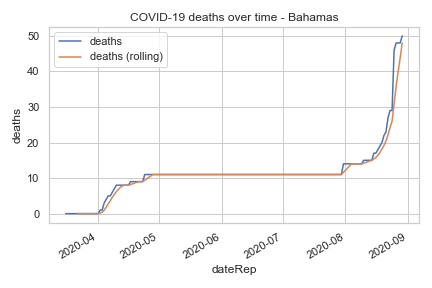 COVID-19 deaths over time - Bahamas
deaths
deaths (rolling)
deaths
50
40
30
20
10
0
2020-04
2020-05
2020-06
2020-07
2020-08
2020-09
dateRep